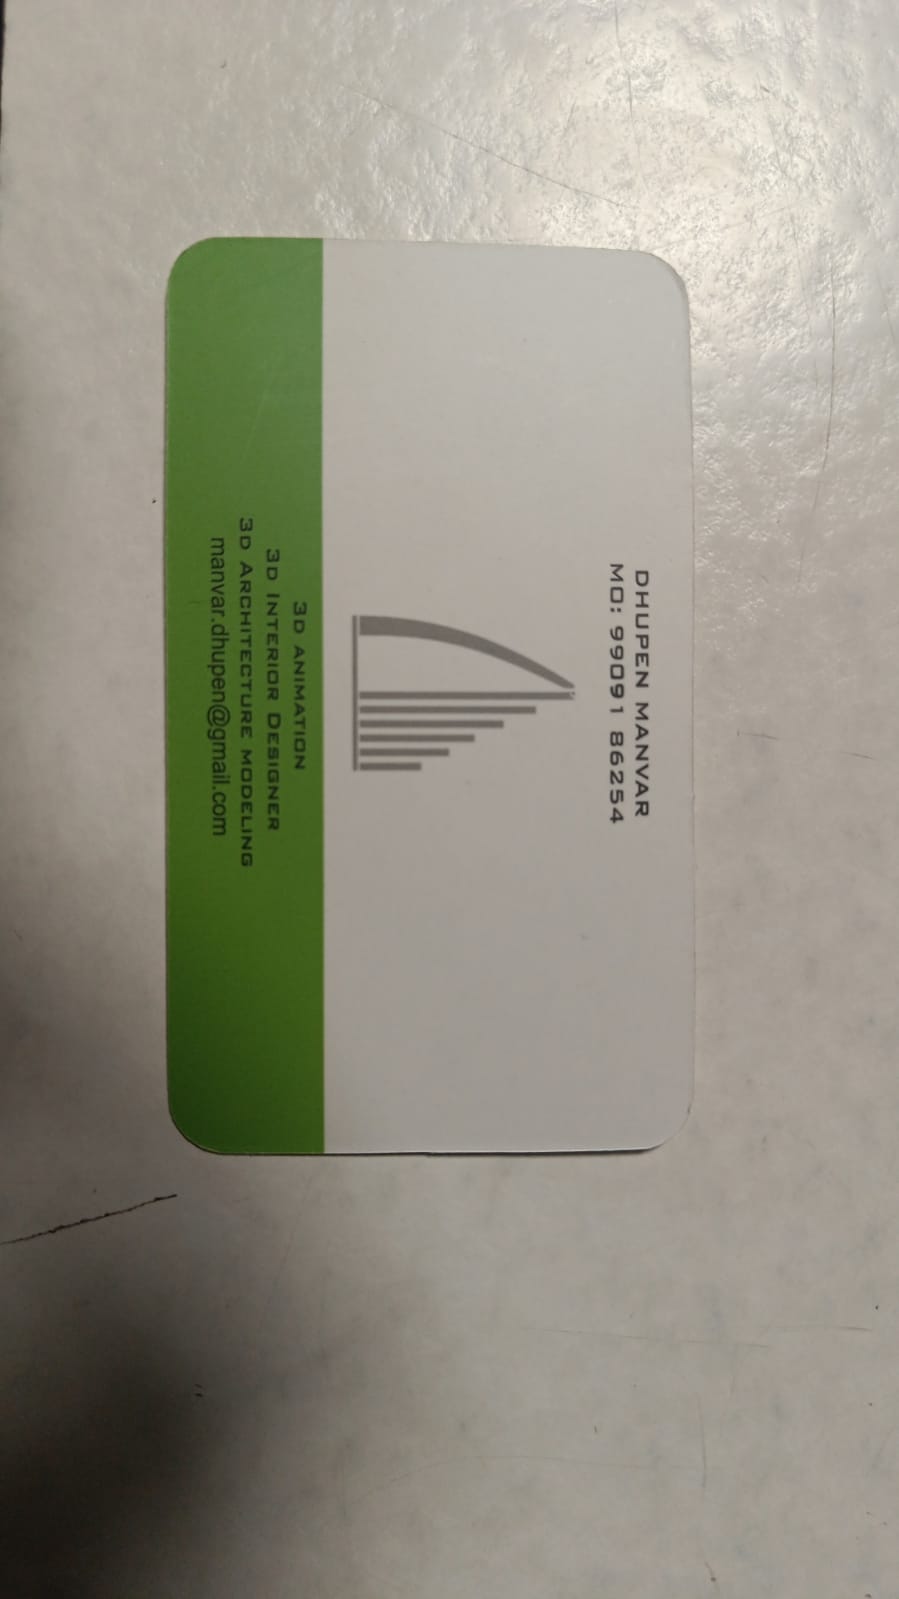 DHUPEN MANVAR
MO: 99091 86254
3D ANIMATION
3D INTERIOR DESIGNER
3D ARCHITECTURE MODELING
manvar.dhupen@gmail.com